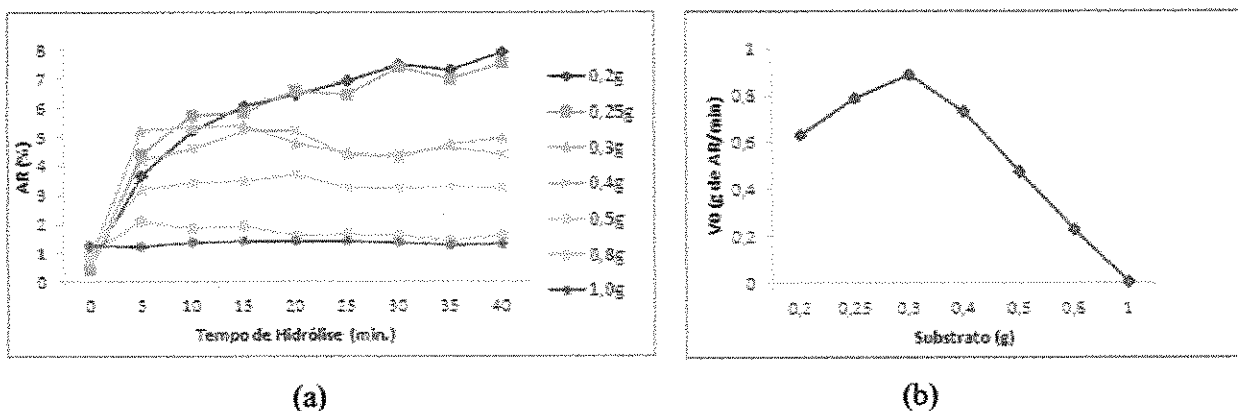 8
7
6
5
4
3
2
1
0
AR (%)
0 5 10 15 20 25 30 35 40
Tempo de Hidrólise (min.)
0,2g
0,25g
0,3g
0,4g
0,5g
0,8g
1,0g
(a)
1
0,8
0,6
0,4
0,2
0
V0 (g de AR/min)
0,2 0,25 0,3 0,4 0,5 0,6 1
Substrato (g)
(b)